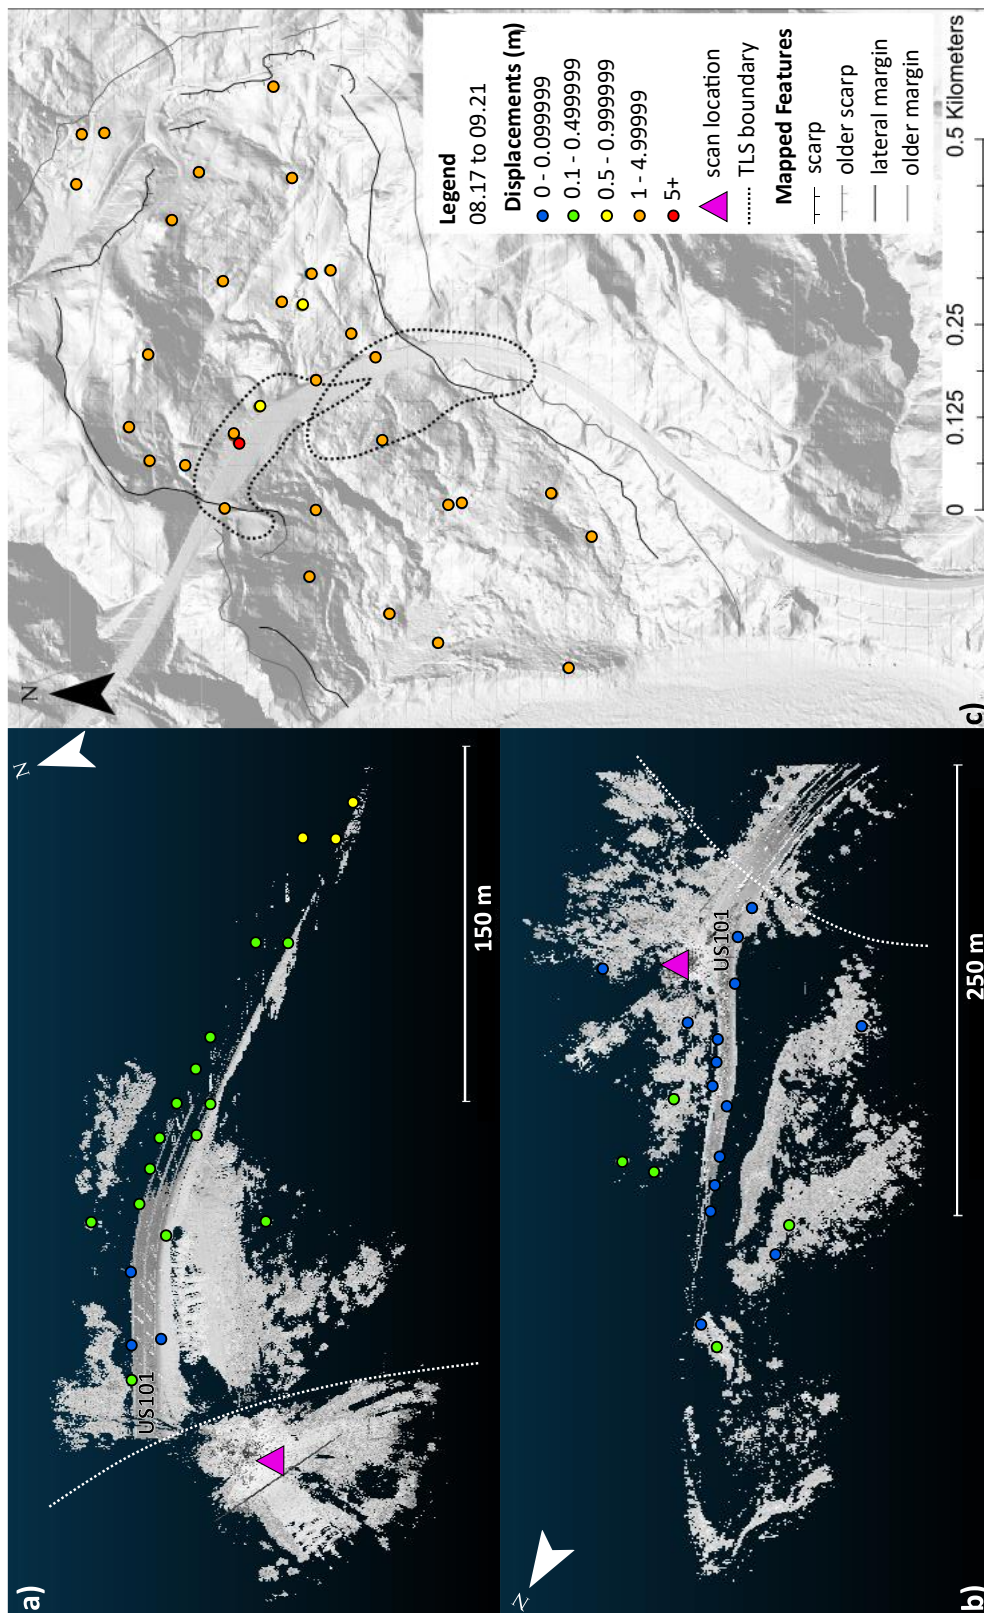 a)
US101
N
150 m
b)
US101
N
250 m
c)
N
Legend
08.17 to 09.21
Displacements (m)
0 - 0.099999
0.1 - 0.499999
0.5 - 0.999999
1 - 4.99999
5+
scan location
TLS boundary
Mapped Features
scarp
older scarp
lateral margin
older margin
0 0.125 0.25 0.5 Kilometers